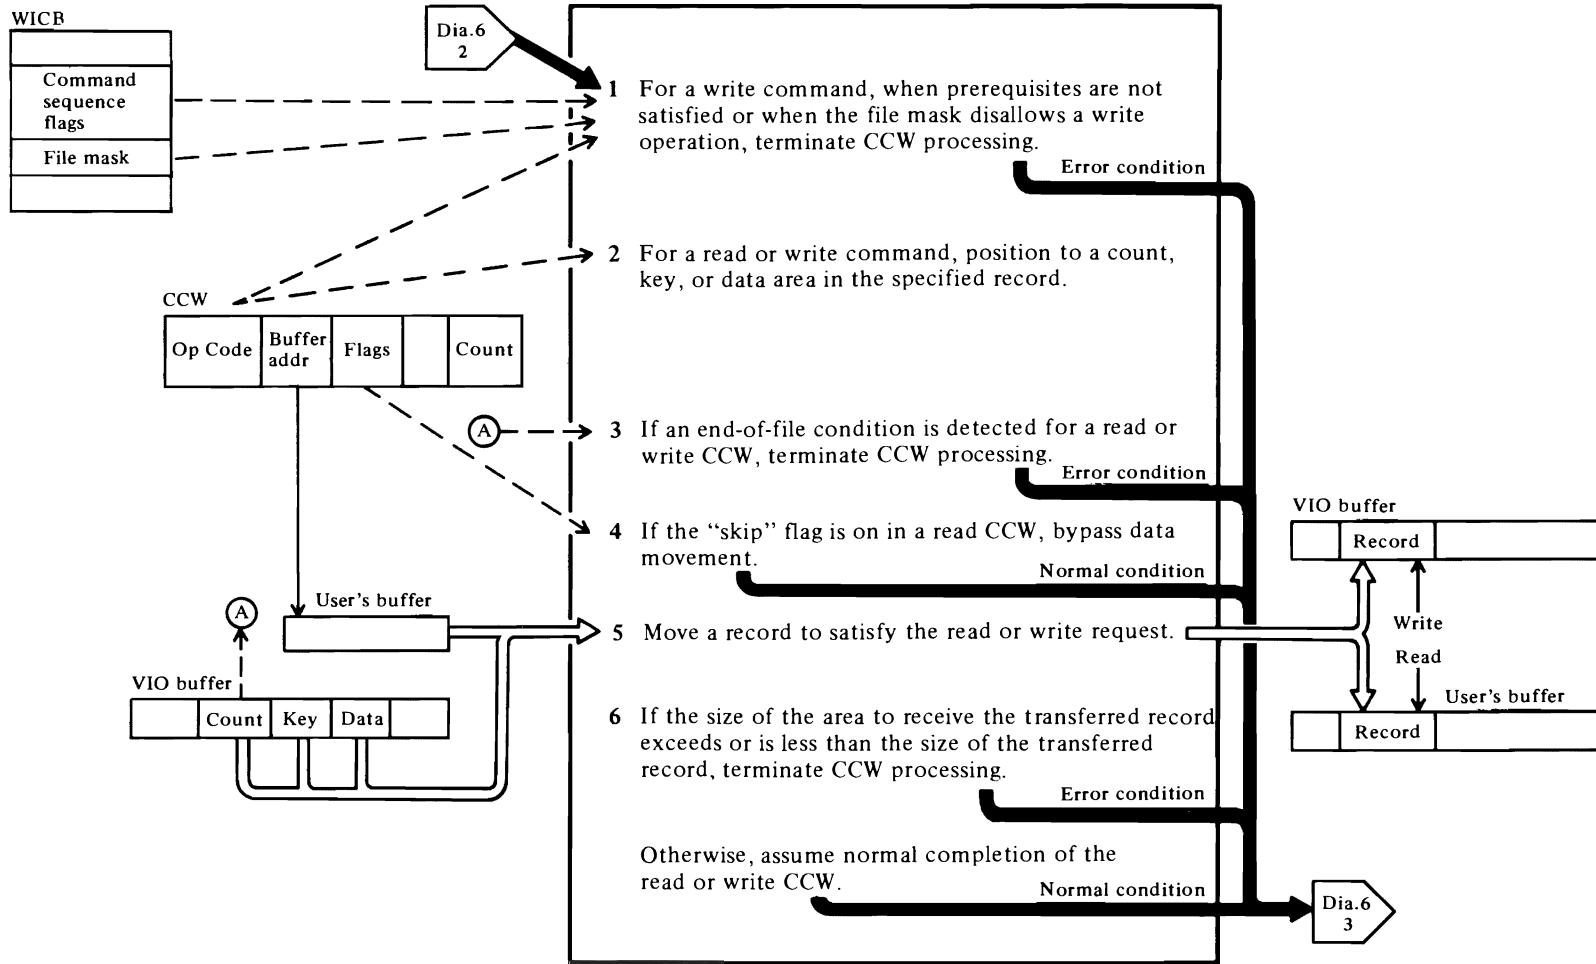 WICB
Command
sequence
flags
File mask
Dia.6
2
1 For a write command, when prerequisites are not
satisfied or when the file mask disallows a write
operation, terminate CCW processing.
Error condition
2 For a read or write command, position to a count,
key, or data area in the specified record.
CCW
Op Code
Buffer
addr
Flags
Count
A
3 If an end-of-file condition is detected for a read or
write CCW, terminate CCW processing.
Error condition
4 If the “skip” flag is on in a read CCW, bypass data
movement.
Normal condition
VIO buffer
Record
A
User's buffer
5 Move a record to satisfy the read or write request.
Write
Read
VIO buffer
Count
Key
Data
User's buffer
Record
6 If the size of the area to receive the transferred record
exceeds or is less than the size of the transferred
record, terminate CCW processing.
Error condition
Otherwise, assume normal completion of the
read or write CCW.
Normal condition
Dia.6
3